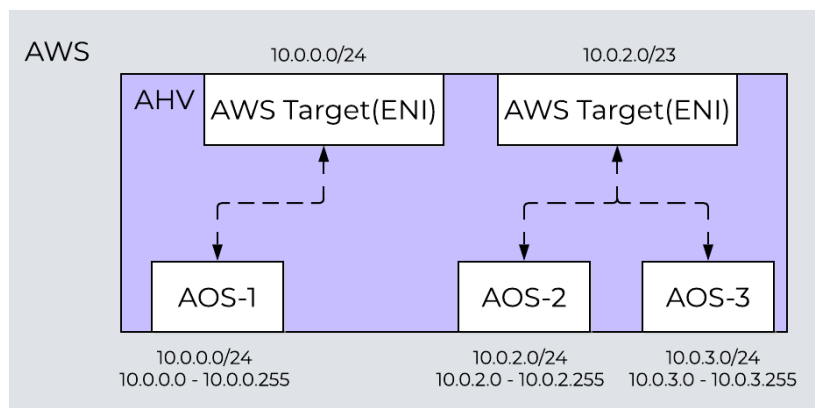 AWS
10.0.0.0/24
10.0.2.0/23
AHV
AWS Target(ENI)
AWS Target(ENI)
AOS-1
AOS-2
AOS-3
10.0.0.0/24
10.0.0.0 - 10.0.0.255
10.0.2.0/24
10.0.2.0 - 10.0.2.255
10.0.3.0/24
10.0.3.0 - 10.0.3.255